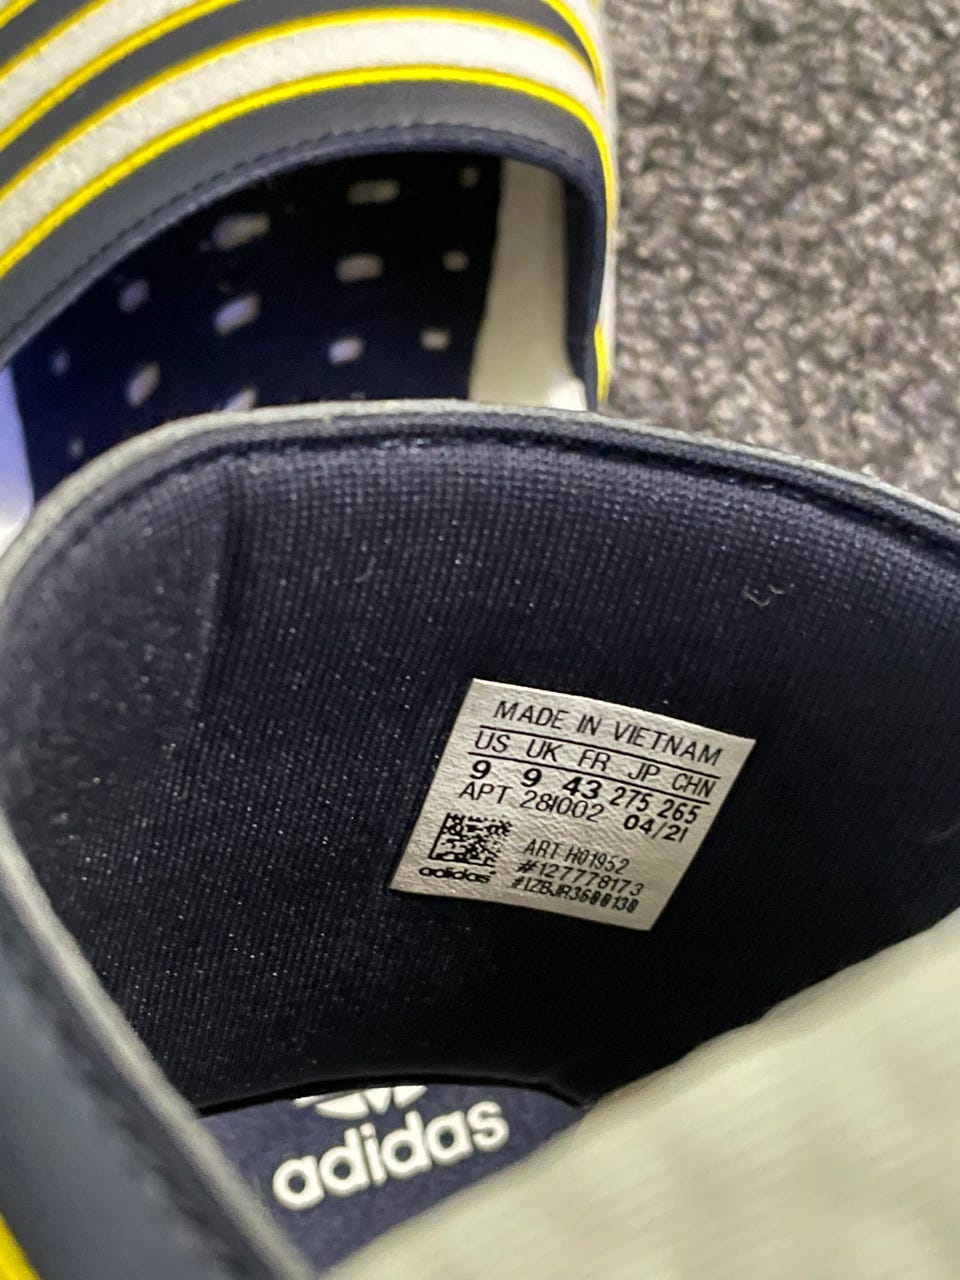 MADE IN VIETNAM
US UK FR JP CHN
9 9 43 275 265
APT 281002 04/21
ART H01952
#127778173
#1ZBJR3600130
adidas
adidas